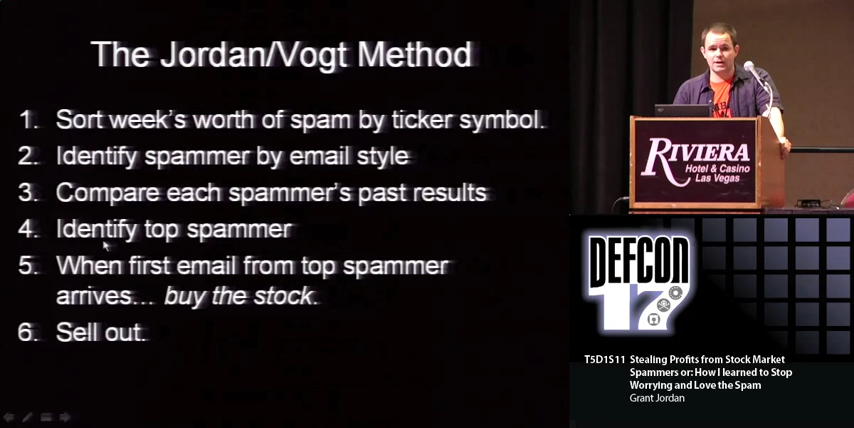 The Jordan/Vogt Method
1. Sort week's worth of spam by ticker symbol.
2. Identify spammer by email style
3. Compare each spammer's past results
4. Identify top spammer
5. When first email from top spammer
arrives... buy the stock.
6. Sell out.
RIVIERA
Hotel & Casino
Las Vegas
DEFCON
17
T5D1S11 Stealing Profits from Stock Market
Spammers or: How I learned to Stop
Worrying and Love the Spam
Grant Jordan